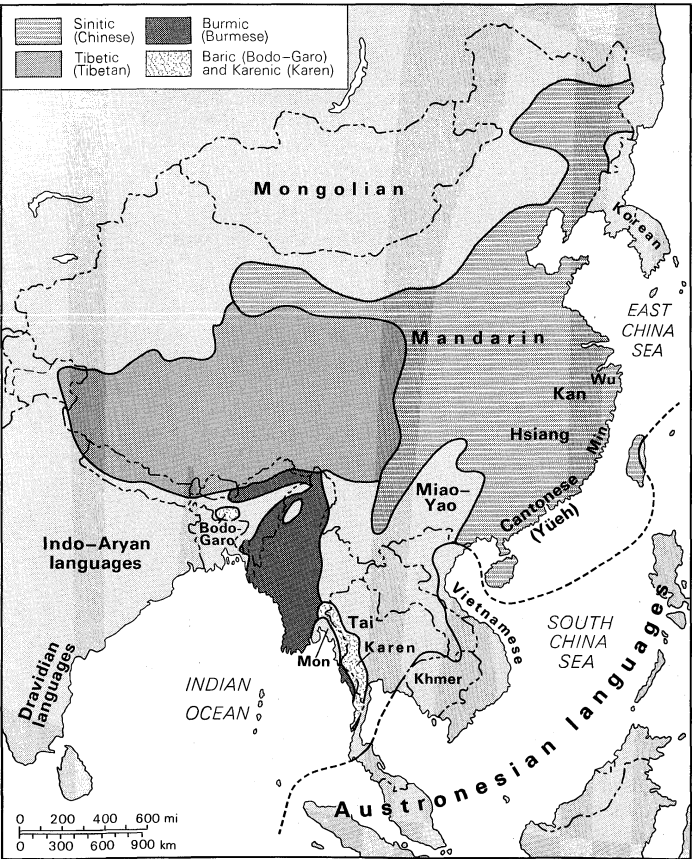 Sinitic
(Chinese)
Burmic
(Burmese)
Tibetic
(Tibetan)
Baric (Bodo–Garo)
and Karenic (Karen)
Mongolian
Korean
EAST
CHINA
SEA
Mandarin
Wu
Kan
Hsiang
Min
Miao–
Yao
Cantonese
(Yüeh)
Bodo-
Garo
Indo–Aryan
languages
Vietnamese
Tai
Karen
Mon
Khmer
SOUTH
CHINA
SEA
Dravidian
languages
INDIAN
OCEAN
Austronesian languages
0 200 400 600 mi
0 300 600 900 km